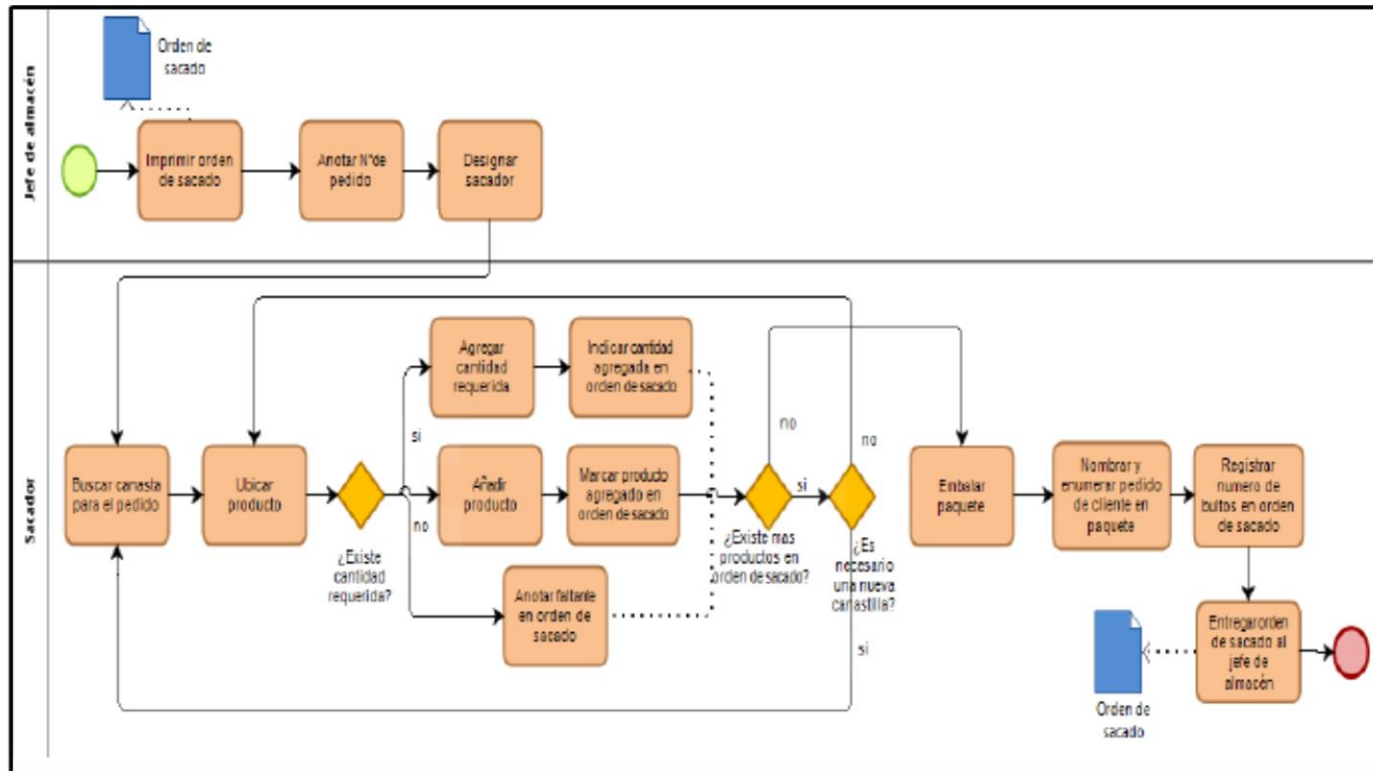 Jefe de almacén
Orden de
sacado
Imprimir orden
de sacado
Anotar N°de
pedido
Designar
sacador
Sacador
Buscar canasta
para el pedido
Ubicar
producto
¿Existe
cantidad
requerida?
si
no
Agregar
cantidad
requerida
Indicar cantidad
agregada en
orden de sacado
Añadir
producto
Marcar producto
agregado en
orden de sacado
Anotar faltante
en orden de
sacado
¿Existe mas
productos en
orden de sacado?
no
si
¿Es
necesario
una nueva
canastilla?
no
si
Embalar
paquete
Nombrar y
enumerar pedido
de cliente en
paquete
Registrar
numero de
bultos en orden
de sacado
Entregar orden
de sacado al
jefe de
almacén
Orden de
sacado